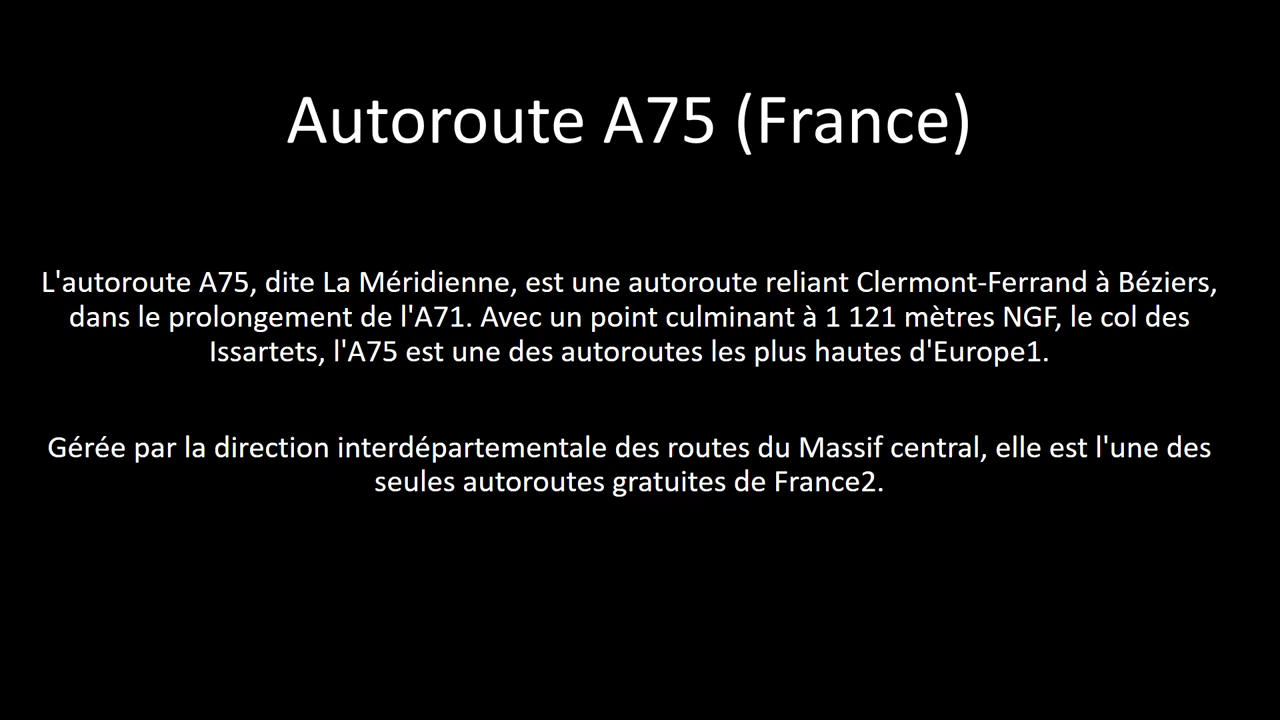 Autoroute A75 (France)
L'autoroute A75, dite La Méridienne, est une autoroute reliant Clermont-Ferrand à Béziers,
dans le prolongement de l'A71. Avec un point culminant à 1 121 mètres NGF, le col des
Issartets, l'A75 est une des autoroutes les plus hautes d'Europe1.
Gérée par la direction interdépartementale des routes du Massif central, elle est l'une des
seules autoroutes gratuites de France2.